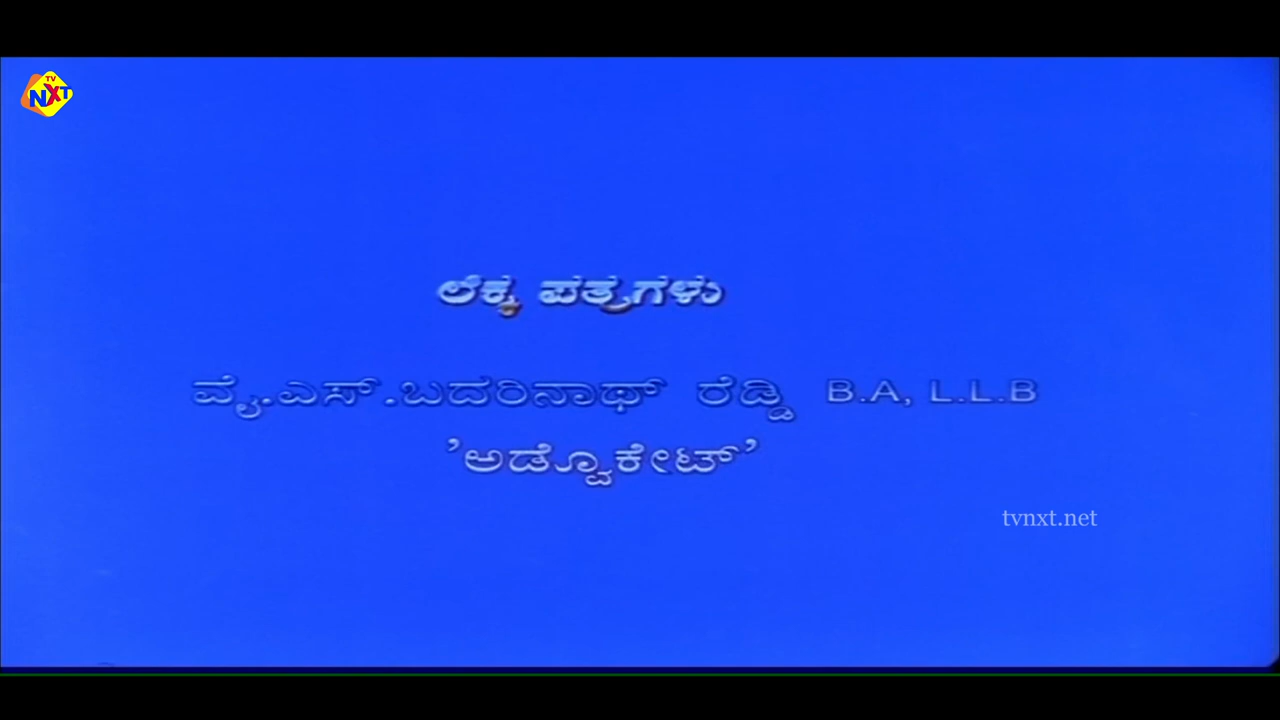 TV
NXT
ಲೆಕ್ಕ ಪತ್ರಗಳು
ವೈ.ಎಸ್.ಬದರಿನಾಥ್ ರೆಡ್ಡಿ B.A, L.L.B
'ಅಡ್ವೊಕೇಟ್'
tvnxt.net